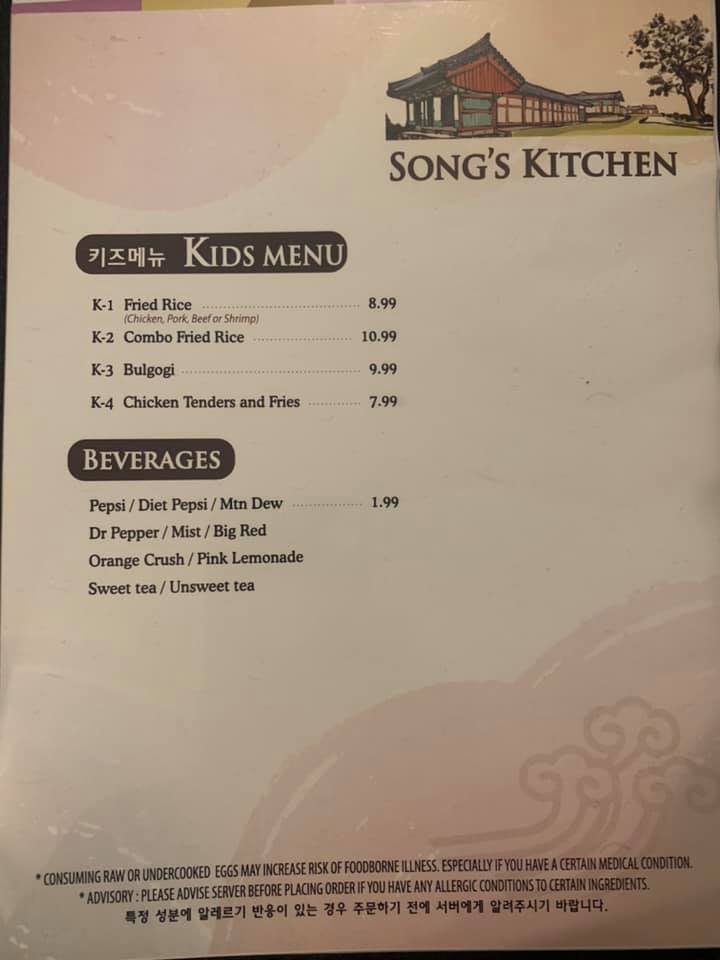 SONG'S KITCHEN
키즈메뉴 KIDS MENU
K-1 Fried Rice 8.99
(Chicken, Pork, Beef or Shrimp)
K-2 Combo Fried Rice 10.99
K-3 Bulgogi 9.99
K-4 Chicken Tenders and Fries 7.99
BEVERAGES
Pepsi / Diet Pepsi / Mtn Dew 1.99
Dr Pepper / Mist / Big Red
Orange Crush / Pink Lemonade
Sweet tea / Unsweet tea
* CONSUMING RAW OR UNDERCOOKED EGGS MAY INCREASE RISK OF FOODBORNE ILLNESS. ESPECIALLY IF YOU HAVE A CERTAIN MEDICAL CONDITION.
* ADVISORY : PLEASE ADVISE SERVER BEFORE PLACING ORDER IF YOU HAVE ANY ALLERGIC CONDITIONS TO CERTAIN INGREDIENTS.
특정 성분에 알레르기 반응이 있는 경우 주문하기 전에 서버에게 알려주시기 바랍니다.